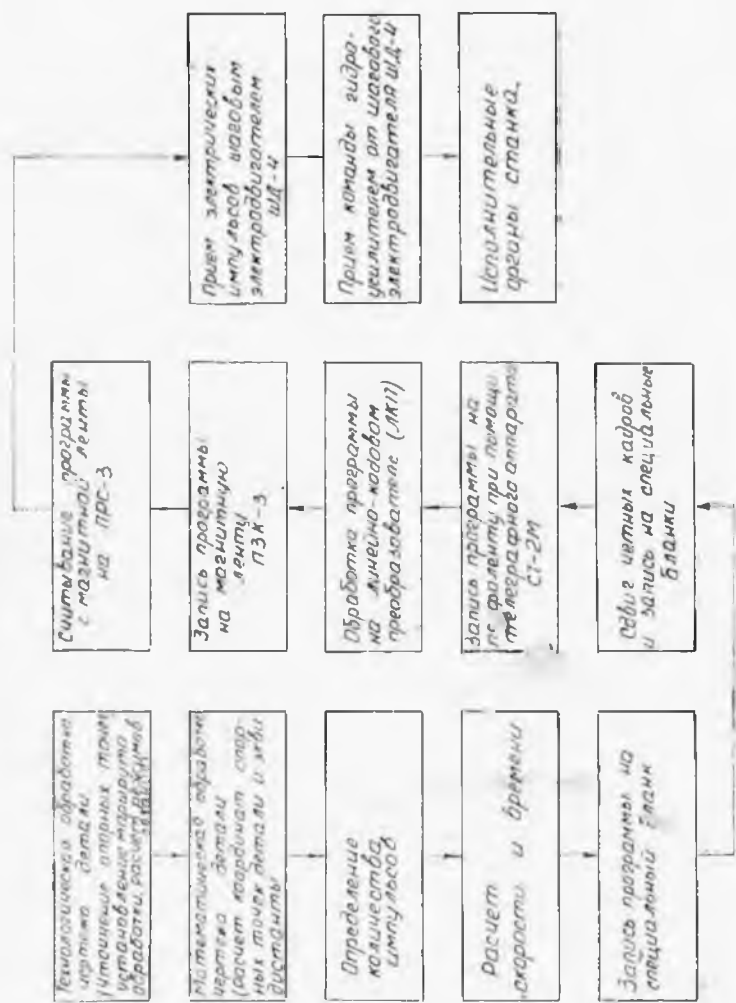 Технологическая обработка
чертежа детали
(Уточнение опорных точек,
установление маршрута
обработки, расчет режимов
Математическая обработка
чертежа детали
(расчет координат опор-
ных точек детали и экви
дистанты
Определение
количества
импульсов
Расчет
скорости и времени
Запись программы на
специальный бланк
Сдвиг четных кадров
и запись на специальные
бланки
Запись программы на
перфоленту при помощи
телеграфного аппарата
СТ-2М
Обработка программы
на линейно-кодовом
преобразователе (ЛКП)
Запись программы
на магнитную
ленту
ПЗК-3
Считывание программы
с магнитной ленты
на ПРС-3
Прием электрических
импульсов шаговым
электродвигателем
ШД-4
Прием команды гидро-
усилителем от шагового
электродвигателя ШД-4
Исполнительные
органы станка,